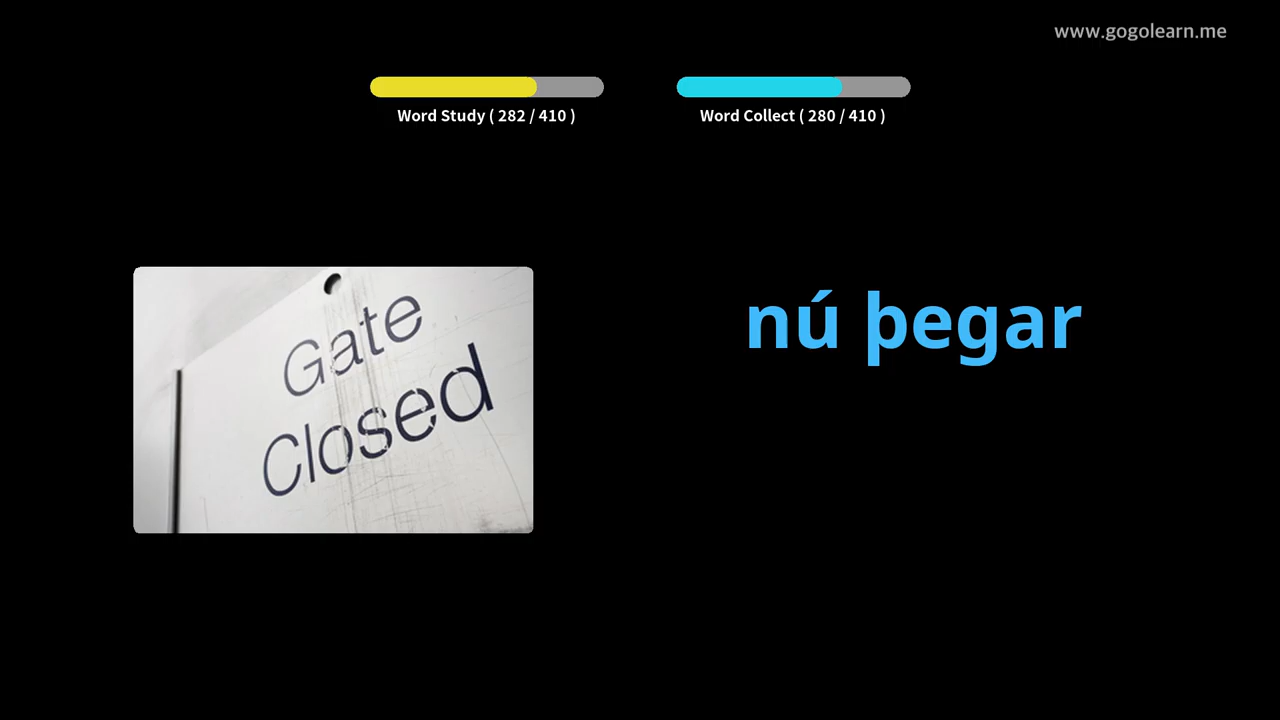 www.gogolearn.me
Word Study ( 282 / 410 )
Word Collect ( 280 / 410 )
Gate
Closed
nú þegar